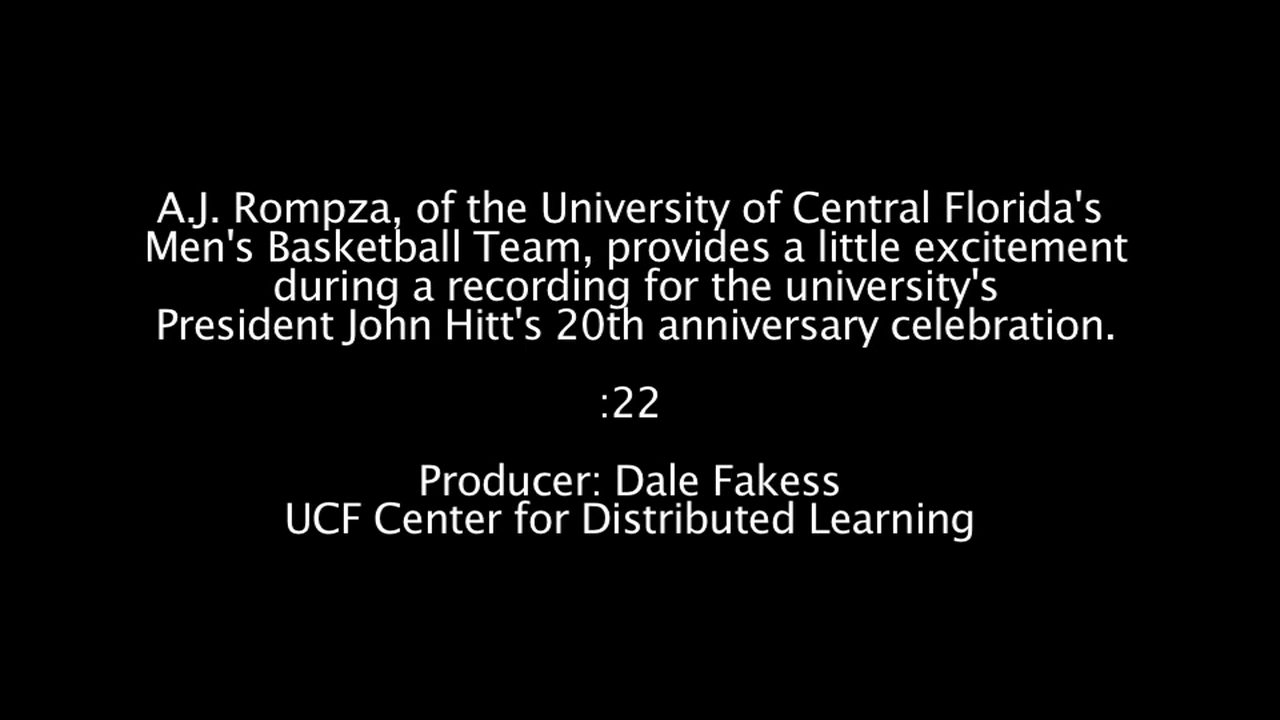 A.J. Rompza, of the University of Central Florida's
Men's Basketball Team, provides a little excitement
during a recording for the university's
President John Hitt's 20th anniversary celebration.
:22
Producer: Dale Fakess
UCF Center for Distributed Learning